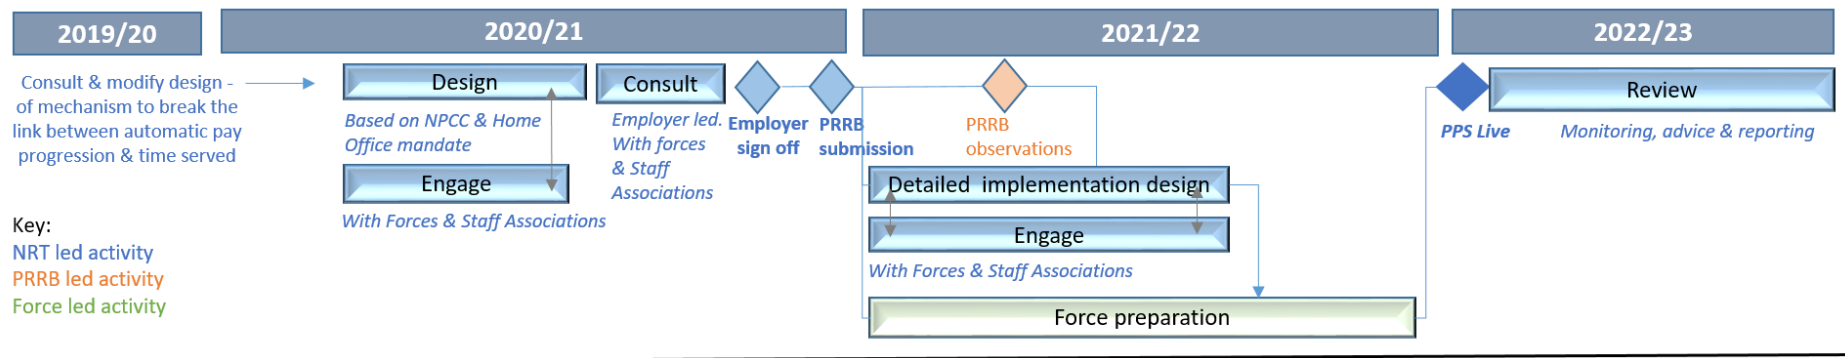 2019/20
2020/21
2021/22
2022/23
Consult & modify design -
of mechanism to break the
link between automatic pay
progression & time served
Design
Based on NPCC & Home
Office mandate
Engage
With Forces & Staff Associations
Consult
Employer led.
With forces
& Staff
Associations
Employer
sign off
PRRB
submission
PRRB
observations
Detailed implementation design
Engage
With Forces & Staff Associations
Force preparation
PPS Live
Review
Monitoring, advice & reporting
Key:
NRT led activity
PRRB led activity
Force led activity